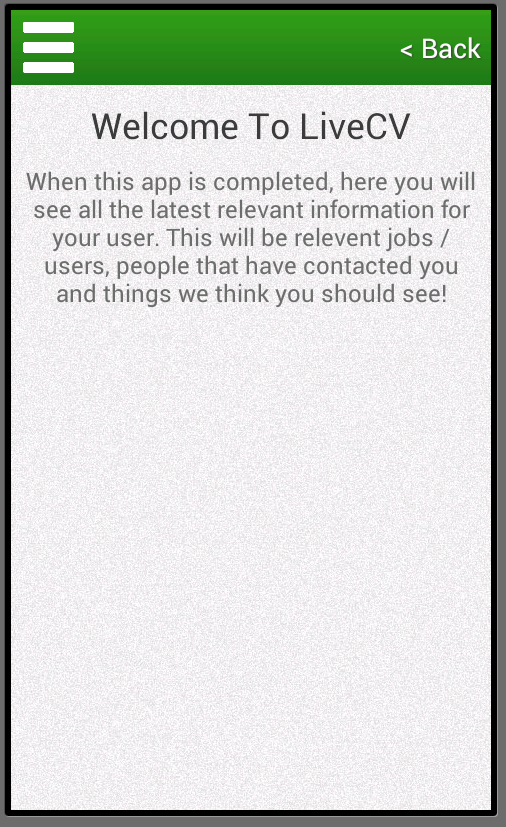 < Back
Welcome To LiveCV
When this app is completed, here you will
see all the latest relevant information for
your user. This will be relevent jobs /
users, people that have contacted you
and things we think you should see!